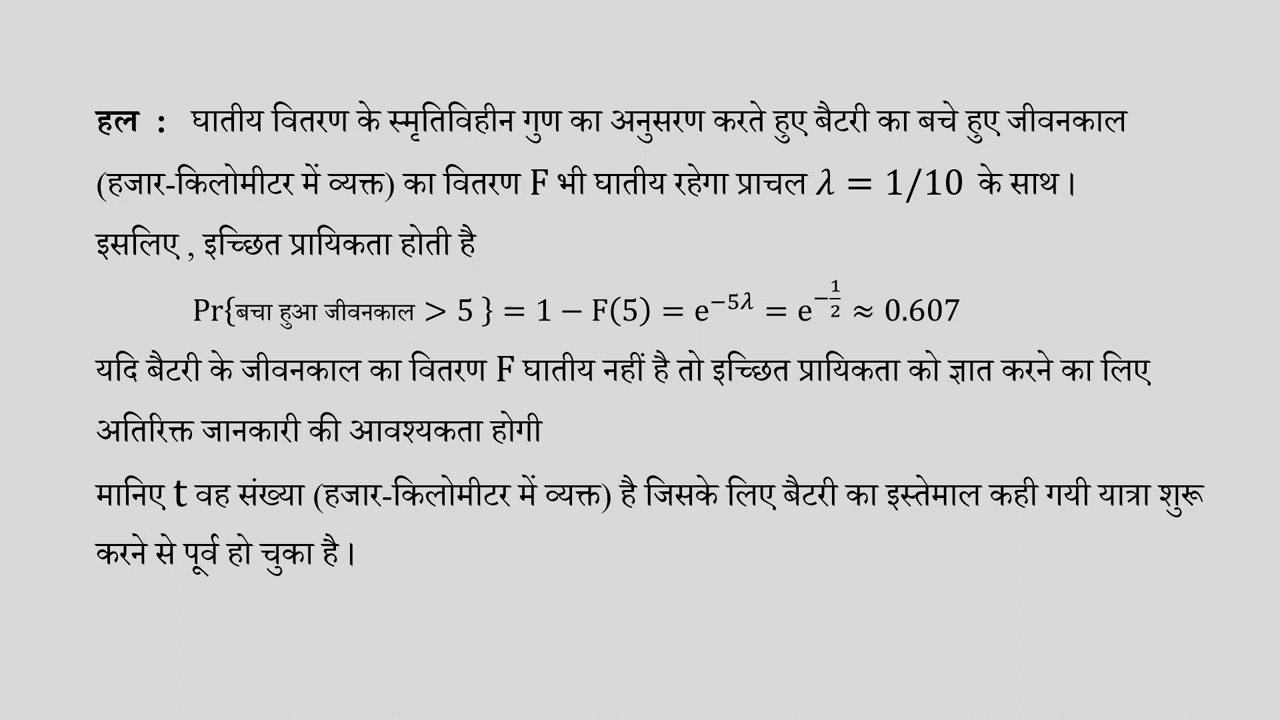 हल : घातीय वितरण के स्मृतिविहीन गुण का अनुसरण करते हुए बैटरी का बचे हुए जीवनकाल
(हजार-किलोमीटर में व्यक्त) का वितरण F भी घातीय रहेगा प्राचल λ = 1/10 के साथ।
इसलिए , इच्छित प्रायिकता होती है
Pr{बचा हुआ जीवनकाल > 5 } = 1 − F(5) = e^{−5λ} = e^{−1/2} ≈ 0.607
यदि बैटरी के जीवनकाल का वितरण F घातीय नहीं है तो इच्छित प्रायिकता को ज्ञात करने का लिए
अतिरिक्त जानकारी की आवश्यकता होगी
मानिए t वह संख्या (हजार-किलोमीटर में व्यक्त) है जिसके लिए बैटरी का इस्तेमाल कही गयी यात्रा शुरू
करने से पूर्व हो चुका है।